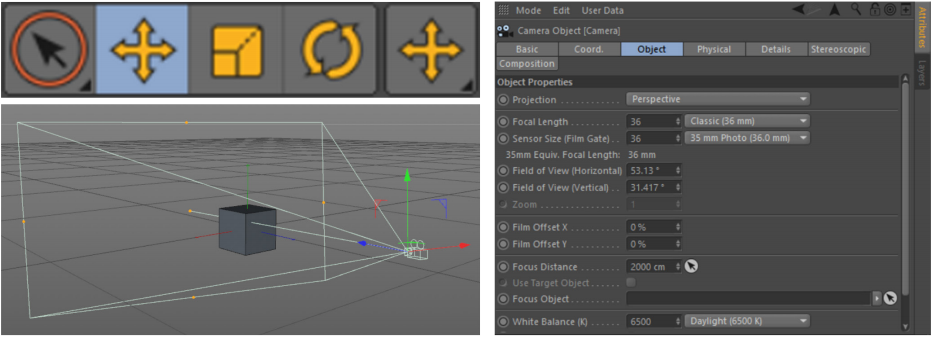 Mode Edit User Data
Camera Object [Camera]
Basic Coord. Object Physical Details Stereoscopic
Composition
Object Properties
Projection . . . . . . . . . . . Perspective
Focal Length . . . . . . . . 36 Classic (36 mm)
Sensor Size (Film Gate) . . 36 35 mm Photo (36.0 mm)
35mm Equiv. Focal Length: 36 mm
Field of View (Horizontal) 53.13 °
Field of View (Vertical) . . 31.417 °
Zoom . . . . . . . . . . . . . . . 1
Film Offset X . . . . . . . . 0 %
Film Offset Y . . . . . . . . 0 %
Focus Distance . . . . . . . 2000 cm
Use Target Object . . . . . .
Focus Object . . . . . . . . .
White Balance (K) . . . . . . 6500 Daylight (6500 K)
Attributes
Layers